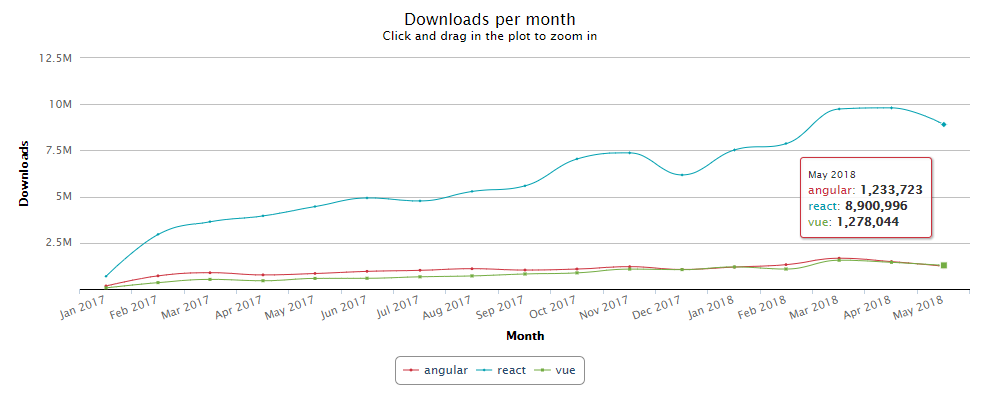 Downloads per month
Click and drag in the plot to zoom in
12.5M
10M
7.5M
5M
2.5M
Downloads
May 2018
angular: 1,233,723
react: 8,900,996
vue: 1,278,044
Jan 2017 Feb 2017 Mar 2017 Apr 2017 May 2017 Jun 2017 Jul 2017 Aug 2017 Sep 2017 Oct 2017 Nov 2017 Dec 2017 Jan 2018 Feb 2018 Mar 2018 Apr 2018 May 2018
Month
angular react vue